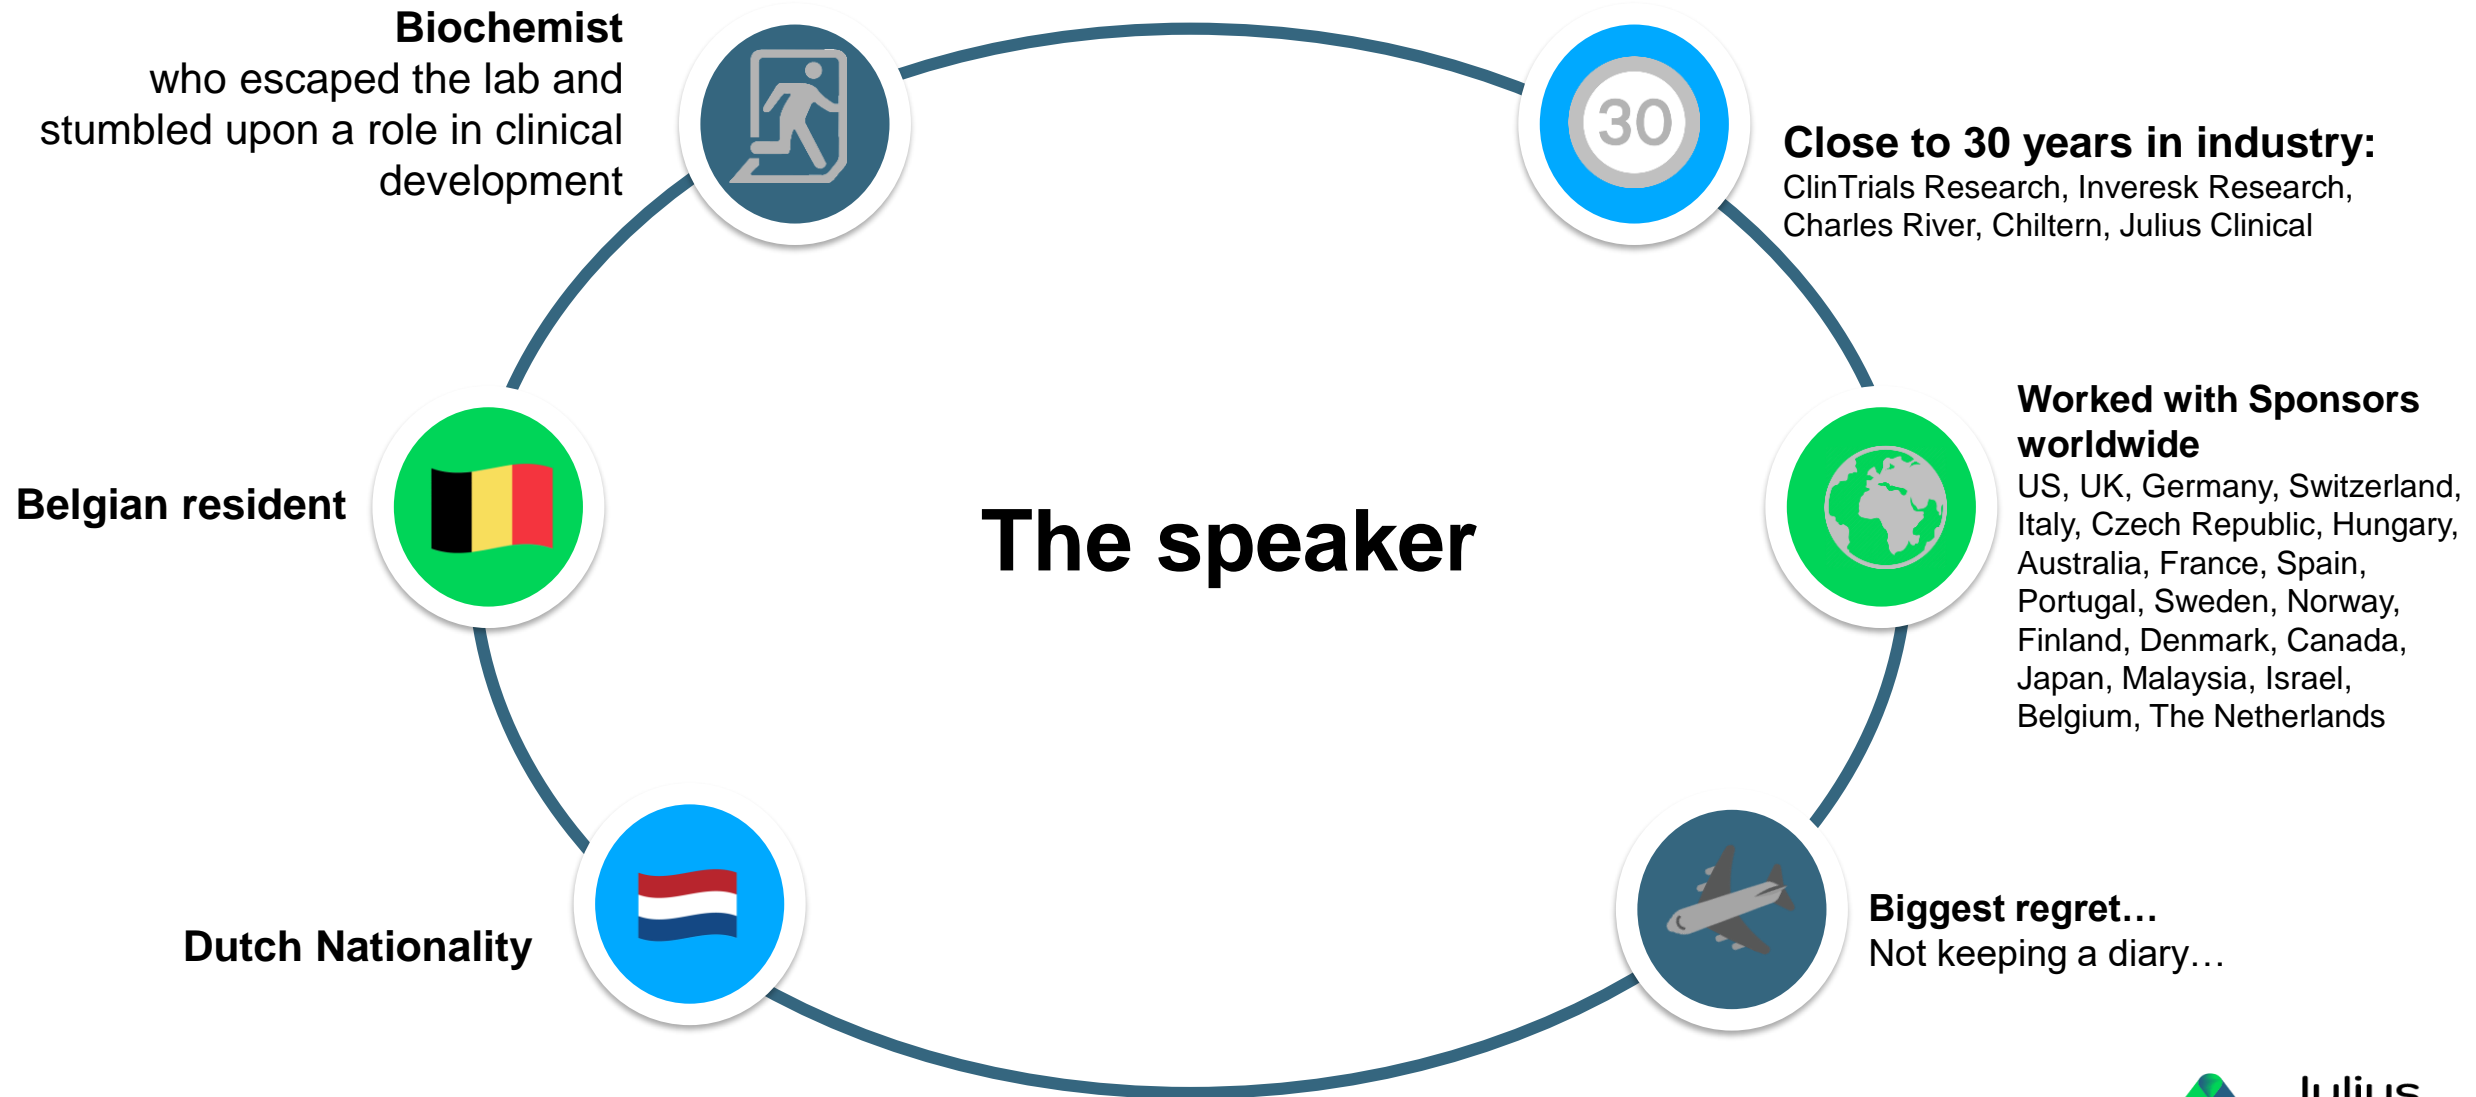 Biochemist
who escaped the lab and
stumbled upon a role in clinical
development
30
Close to 30 years in industry:
ClinTrials Research, Inveresk Research,
Charles River, Chiltern, Julius Clinical
Belgian resident
The speaker
Worked with Sponsors
worldwide
US, UK, Germany, Switzerland,
Italy, Czech Republic, Hungary,
Australia, France, Spain,
Portugal, Sweden, Norway,
Finland, Denmark, Canada,
Japan, Malaysia, Israel,
Belgium, The Netherlands
Dutch Nationality
Biggest regret…
Not keeping a diary…
Julius